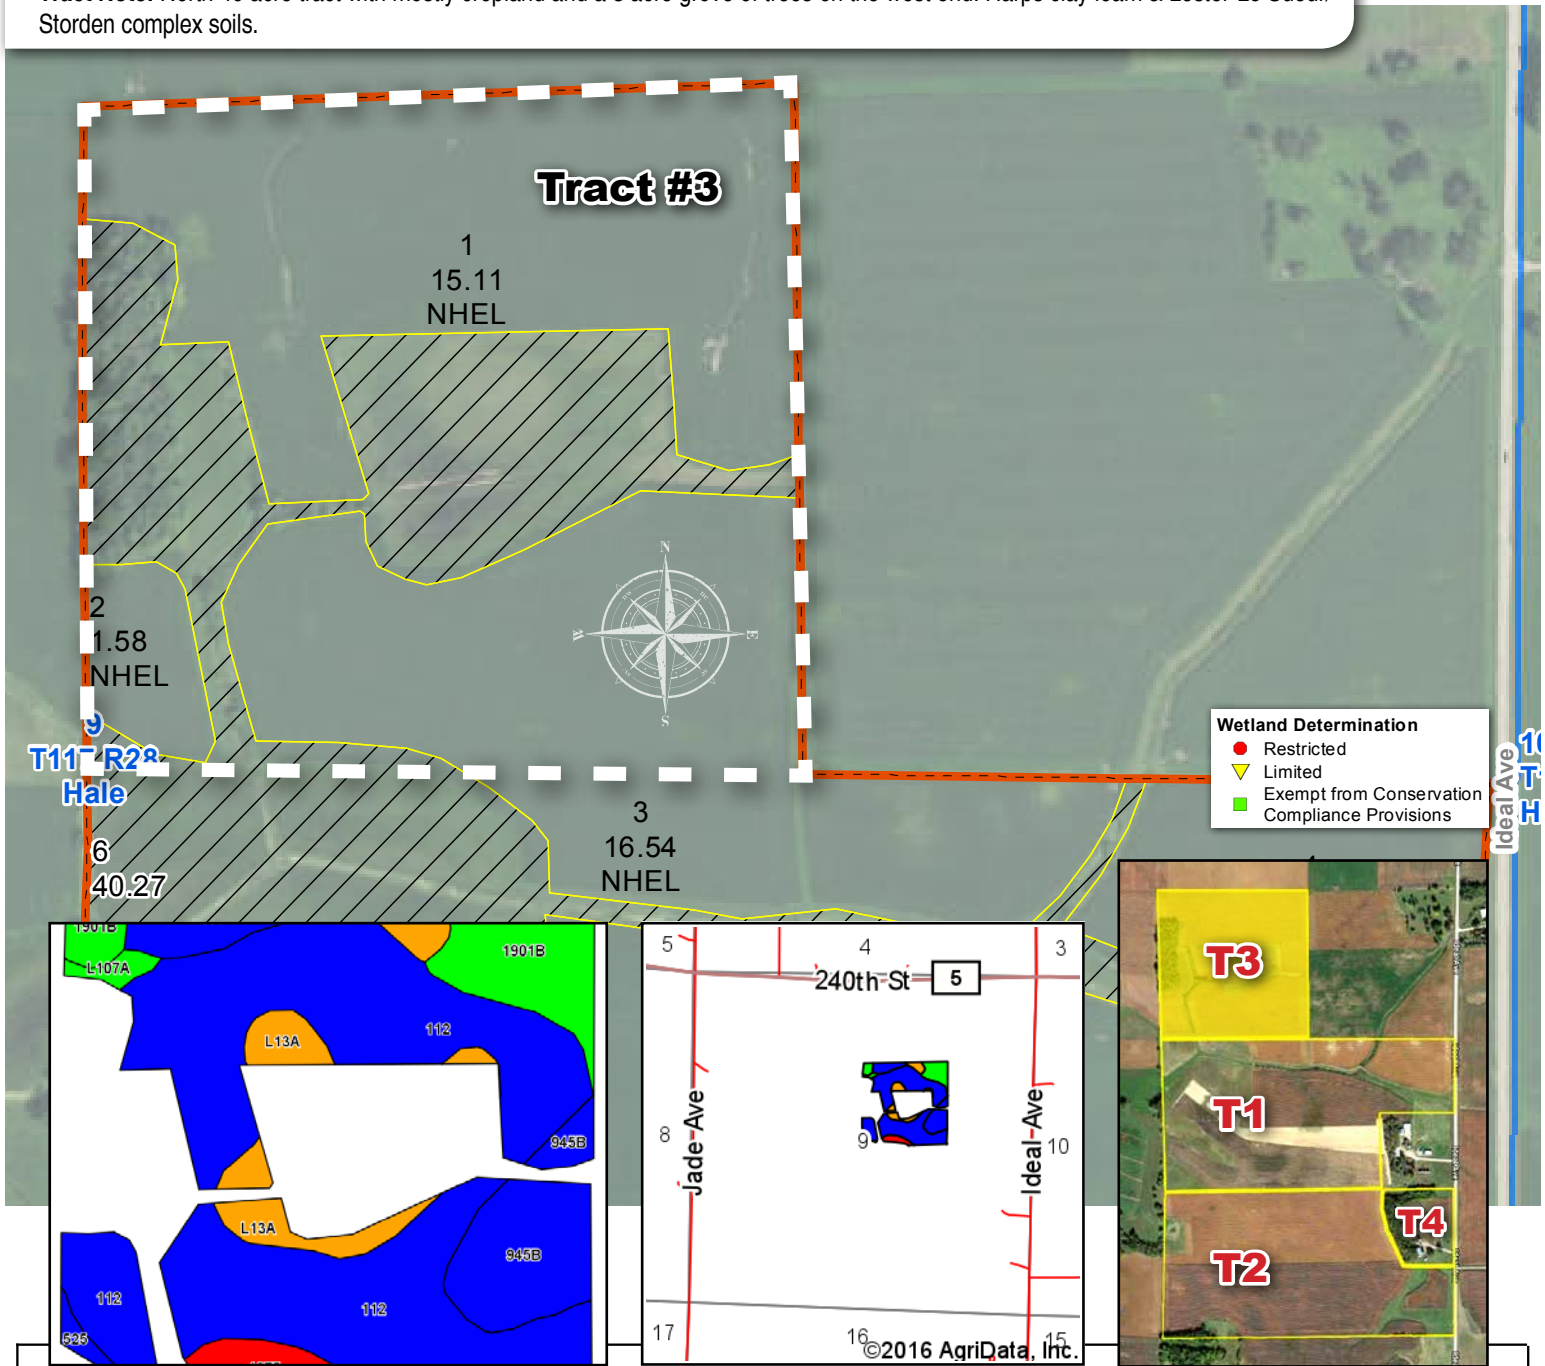 Storden complex soils.
Tract #3
1
15.11
NHEL
N
W
E
S
2
1.58
NHEL
9
R28
Hale
3
16.54
NHEL
6
40.27
Wetland Determination
Restricted
Limited
Exempt from Conservation
Compliance Provisions
Ideal Ave
1901B
L107A
1901B
112
L13A
945B
L13A
945B
112
112
525
5
4
3
240th St
5
Jade Ave
Ideal Ave
8
9
10
17
16
15
©2016 AgriData, Inc.
T3
T1
T4
T2